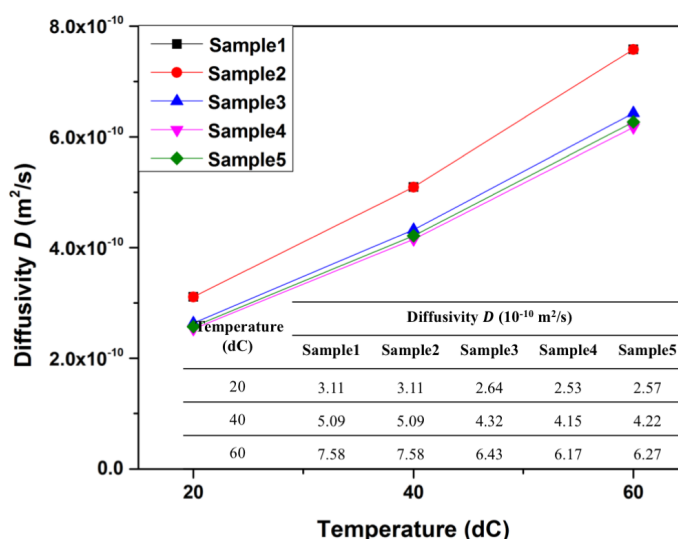 8.0x10⁻¹⁰
6.0x10⁻¹⁰
4.0x10⁻¹⁰
2.0x10⁻¹⁰
0.0
Diffusivity D (m²/s)
Sample1
Sample2
Sample3
Sample4
Sample5
Temperature (dC) Diffusivity D (10⁻¹⁰ m²/s)
Sample1 Sample2 Sample3 Sample4 Sample5
20 3.11 3.11 2.64 2.53 2.57
40 5.09 5.09 4.32 4.15 4.22
60 7.58 7.58 6.43 6.17 6.27
20 40 60
Temperature (dC)